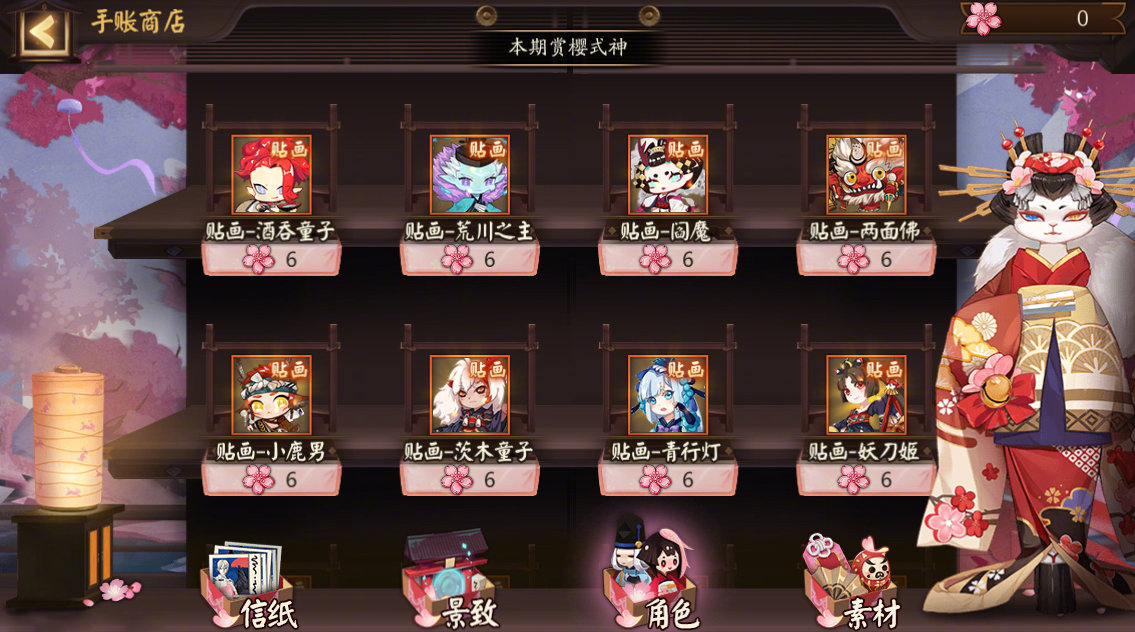 手账商店
0
本期赏樱式神
贴画
贴画
贴画
贴画
贴画-酒吞童子
贴画-荒川之主
贴画-阎魔
贴画-两面佛
6
6
6
6
贴画
贴画
贴画
贴画
贴画-小鹿男
贴画-茨木童子
贴画-青行灯
贴画-妖刀姬
6
6
6
6
信纸
景致
角色
素材